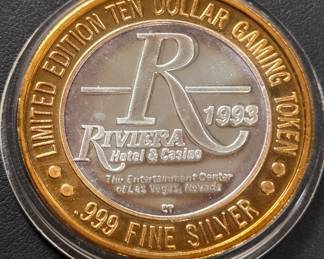 LIMITED EDITION TEN DOLLAR GAMING TOKEN
R
1993
RIVIERA
Hotel & Casino
The Entertainment Center
of Las Vegas, Nevada
.999 FINE SILVER